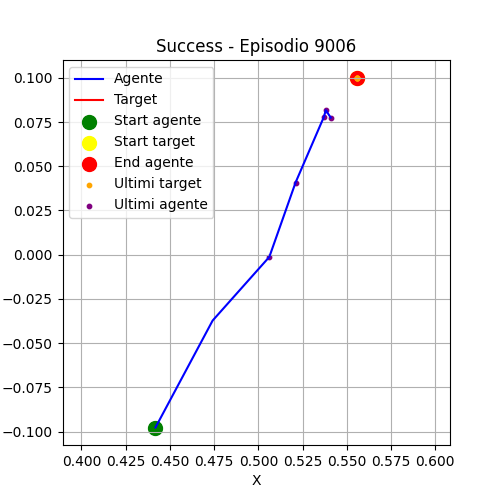 Success - Episodio 9006
Agente
Target
Start agente
Start target
End agente
Ultimi target
Ultimi agente
0.100
0.075
0.050
0.025
0.000
−0.025
−0.050
−0.075
−0.100
0.400 0.425 0.450 0.475 0.500 0.525 0.550 0.575 0.600
X